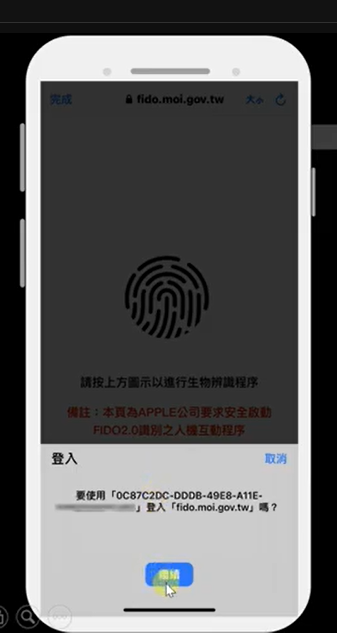 完成
fido.moi.gov.tw
大小
請按上方圖示以進行生物辨識程序
備註：本頁為APPLE公司要求安全啟動
FIDO2.0識別之人機互動程序
登入
取消
要使用「0C87C2DC-DDDB-49E8-A11E-
」登入「fido.moi.gov.tw」嗎？
繼續